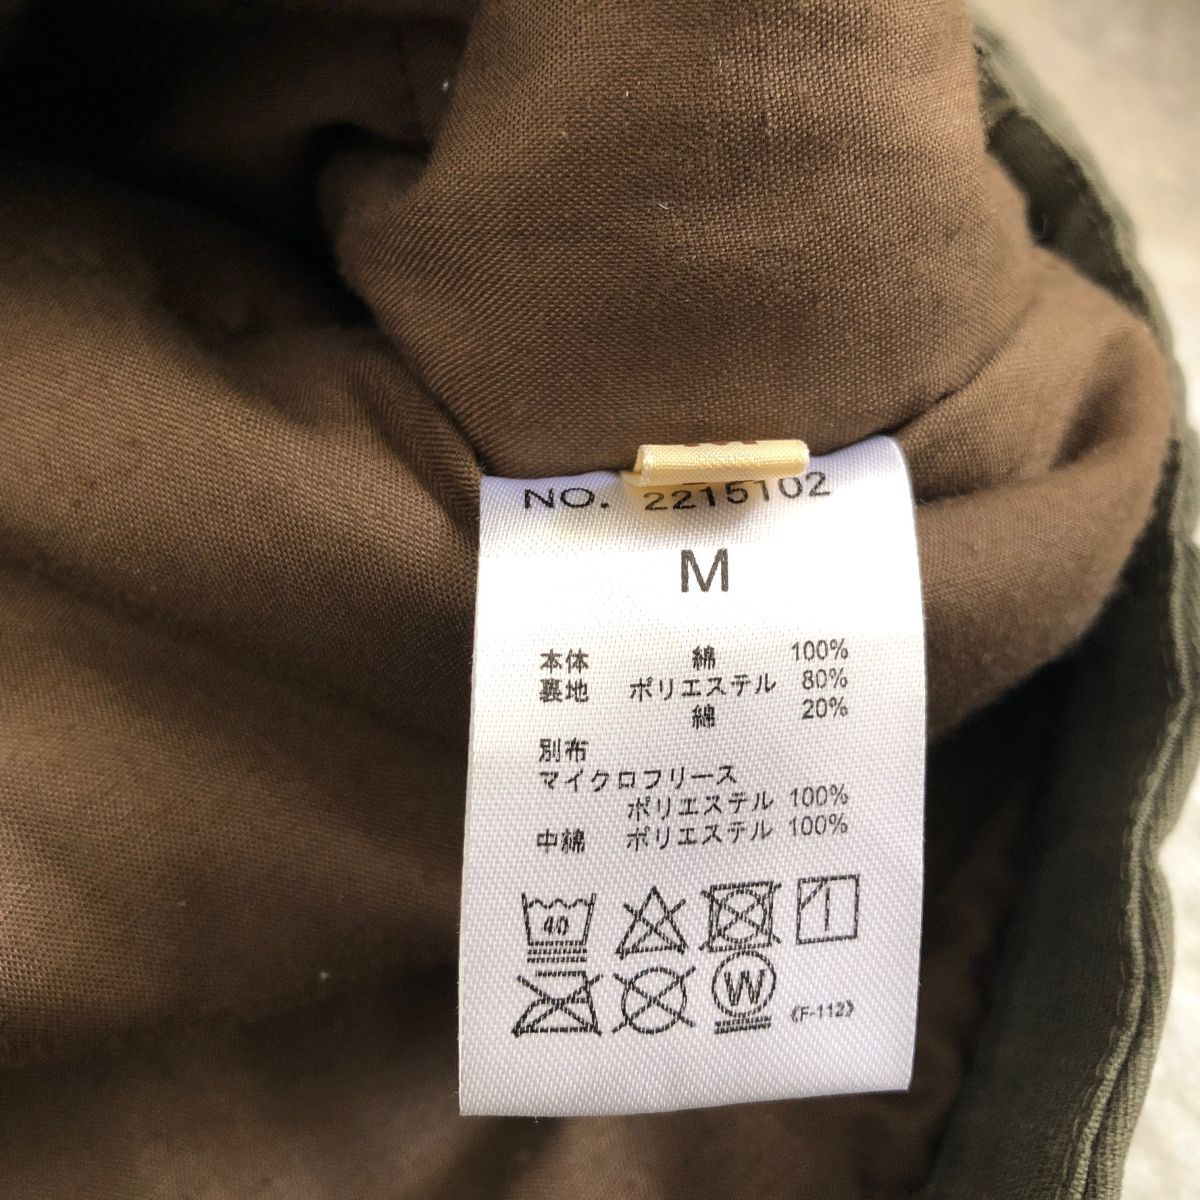 NO. 2215102
M
本体 綿 100%
裏地 ポリエステル 80%
綿 20%
別布
マイクロフリース
ポリエステル 100%
中綿 ポリエステル 100%
40
W 《F-112》